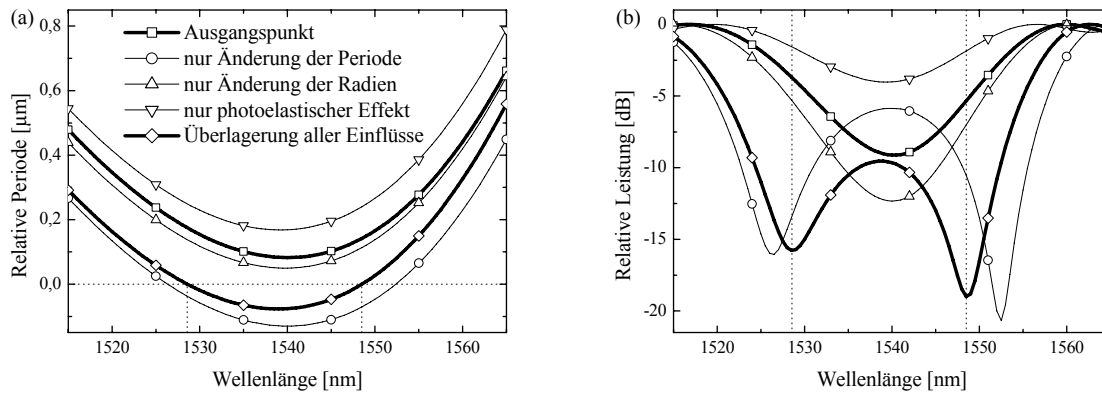 (a)
0,8
0,6
0,4
0,2
0,0
Relative Periode [µm]
Ausgangspunkt
nur Änderung der Periode
nur Änderung der Radien
nur photoelastischer Effekt
Überlagerung aller Einflüsse
1520 1530 1540 1550 1560
Wellenlänge [nm]
(b)
0
-5
-10
-15
-20
Relative Leistung [dB]
1520 1530 1540 1550 1560
Wellenlänge [nm]